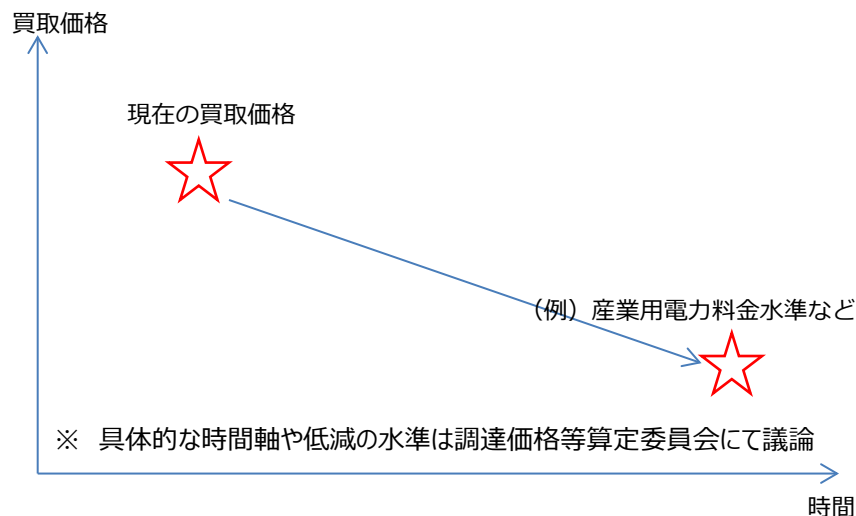 買取価格
現在の買取価格
（例）産業用電力料金水準など
※　具体的な時間軸や低減の水準は調達価格等算定委員会にて議論
時間